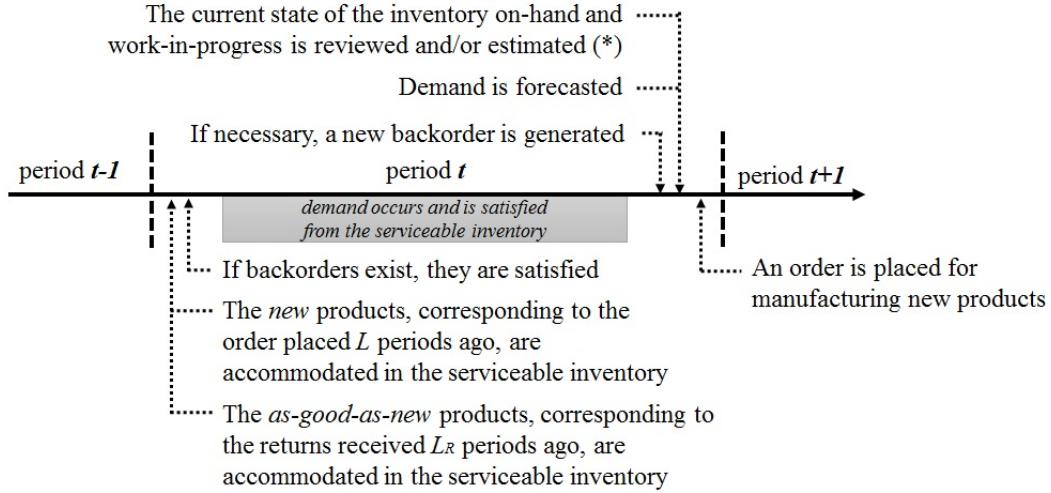 The current state of the inventory on-hand and
work-in-progress is reviewed and/or estimated (*)
Demand is forecasted
If necessary, a new backorder is generated
period t-1
period t
period t+1
demand occurs and is satisfied
from the serviceable inventory
If backorders exist, they are satisfied
An order is placed for
manufacturing new products
The new products, corresponding to the
order placed L periods ago, are
accommodated in the serviceable inventory
The as-good-as-new products, corresponding to
the returns received LR periods ago, are
accommodated in the serviceable inventory